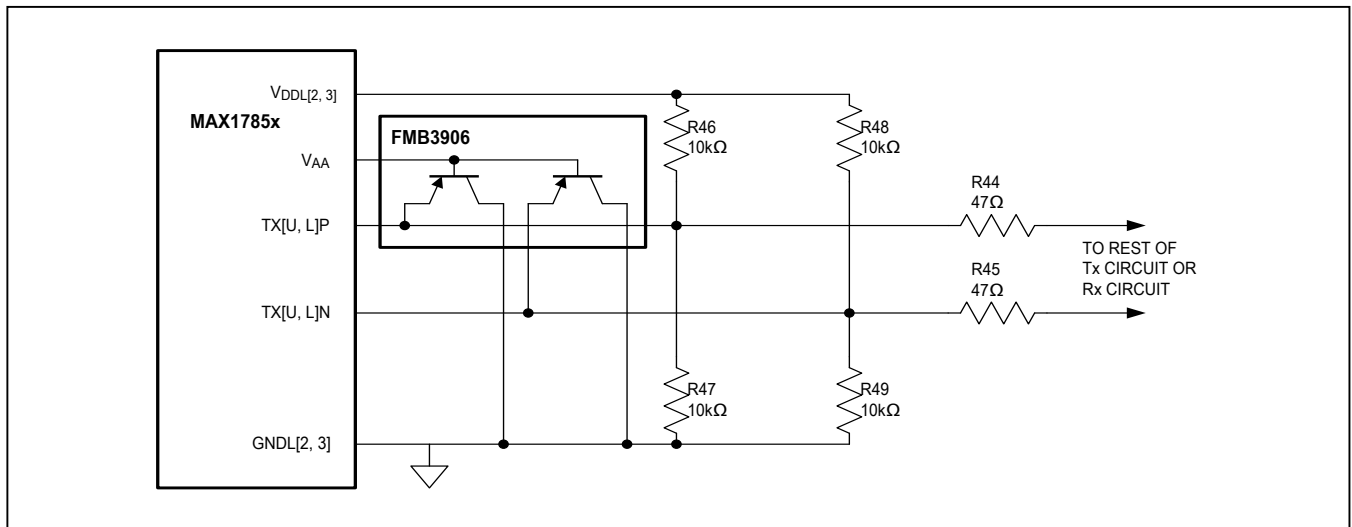 VDDL[2, 3]
MAX1785x
FMB3906
VAA
TX[U, L]P
TX[U, L]N
GNDL[2, 3]
R46
10kΩ
R48
10kΩ
R44
47Ω
R45
47Ω
TO REST OF
Tx CIRCUIT OR
Rx CIRCUIT
R47
10kΩ
R49
10kΩ